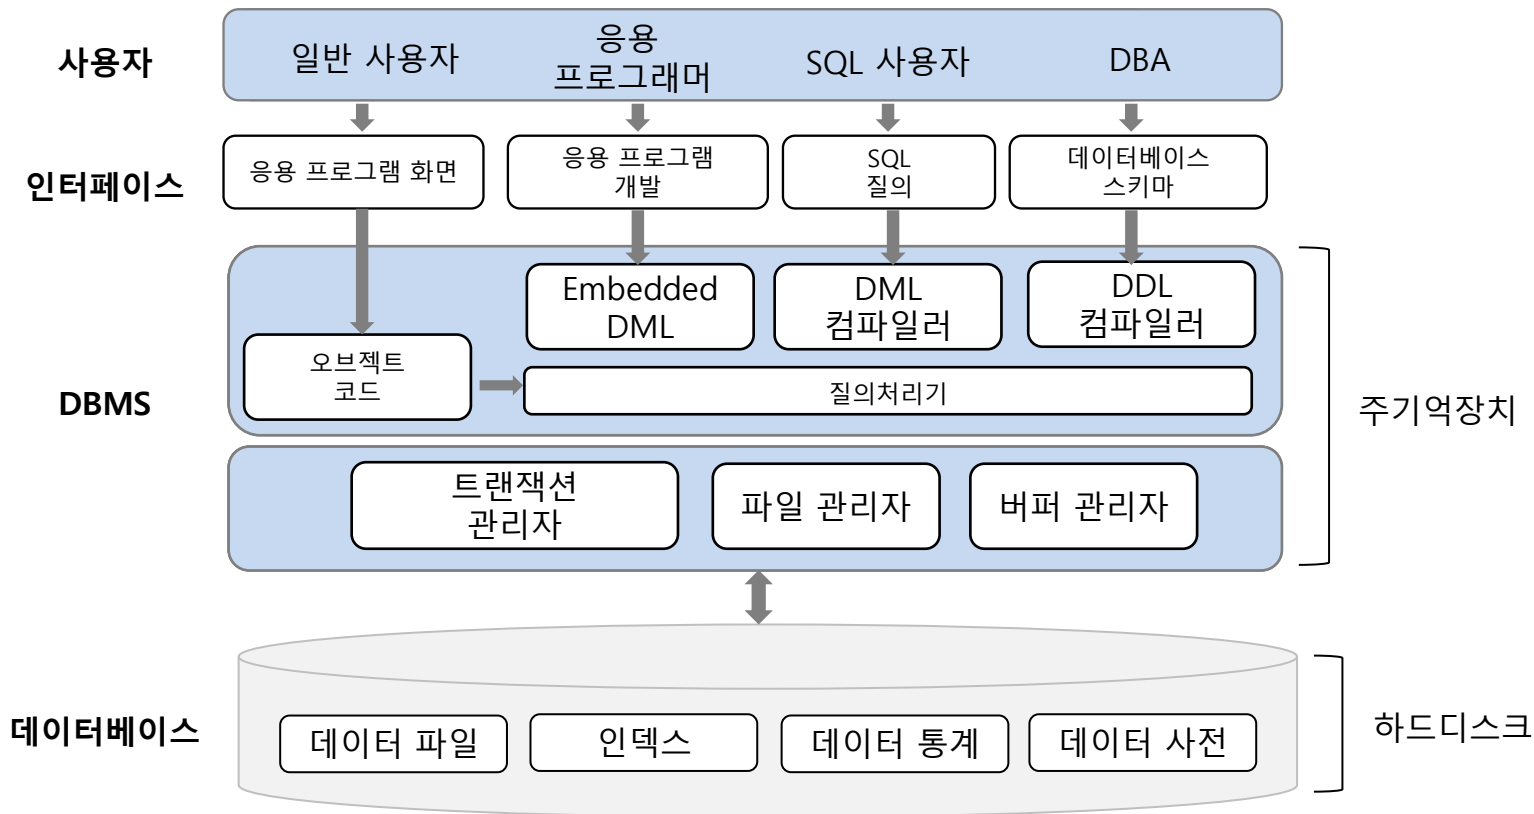 사용자
일반 사용자
응용
프로그래머
SQL 사용자
DBA
인터페이스
응용 프로그램 화면
응용 프로그램
개발
SQL
질의
데이터베이스
스키마
DBMS
Embedded
DML
DML
컴파일러
DDL
컴파일러
오브젝트
코드
질의처리기
트랜잭션
관리자
파일 관리자
버퍼 관리자
주기억장치
데이터베이스
데이터 파일
인덱스
데이터 통계
데이터 사전
하드디스크